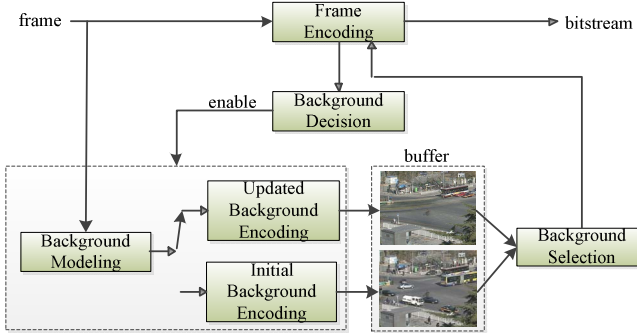 frame
Frame
Encoding
bitstream
enable
Background
Decision
buffer
Updated
Background
Encoding
Background
Modeling
Background
Selection
Initial
Background
Encoding